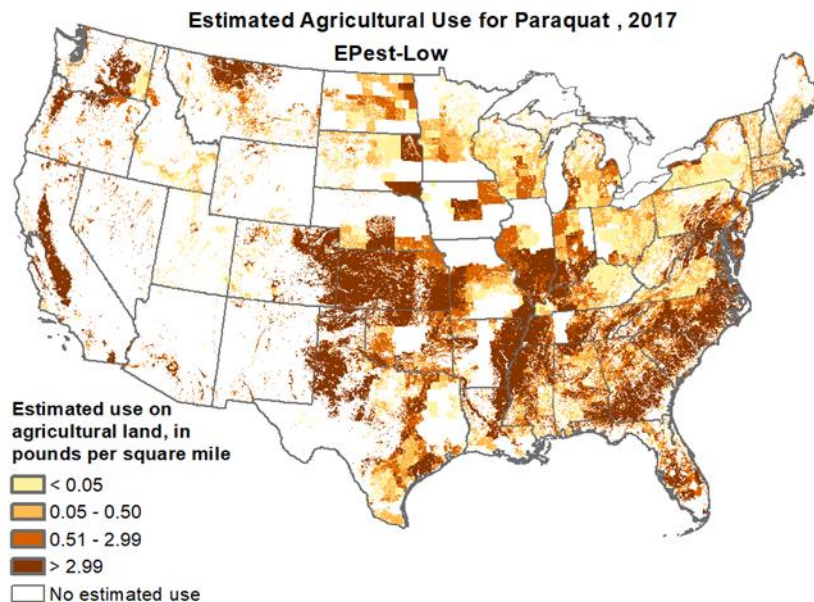 Estimated Agricultural Use for Paraquat , 2017
EPest-Low
Estimated use on
agricultural land, in
pounds per square mile
< 0.05
0.05 - 0.50
0.51 - 2.99
> 2.99
No estimated use